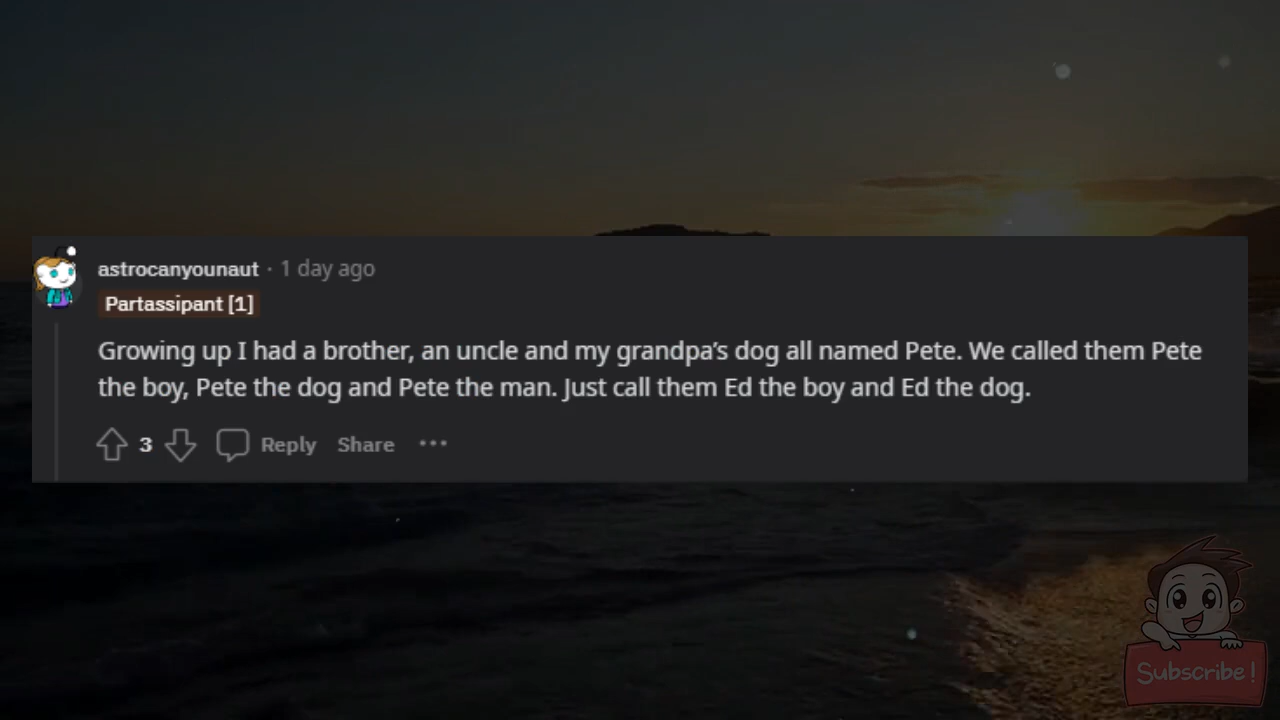 astrocanyounaut · 1 day ago
Partassipant [1]
Growing up I had a brother, an uncle and my grandpa’s dog all named Pete. We called them Pete
the boy, Pete the dog and Pete the man. Just call them Ed the boy and Ed the dog.
3 Reply Share ···
Subscribe!